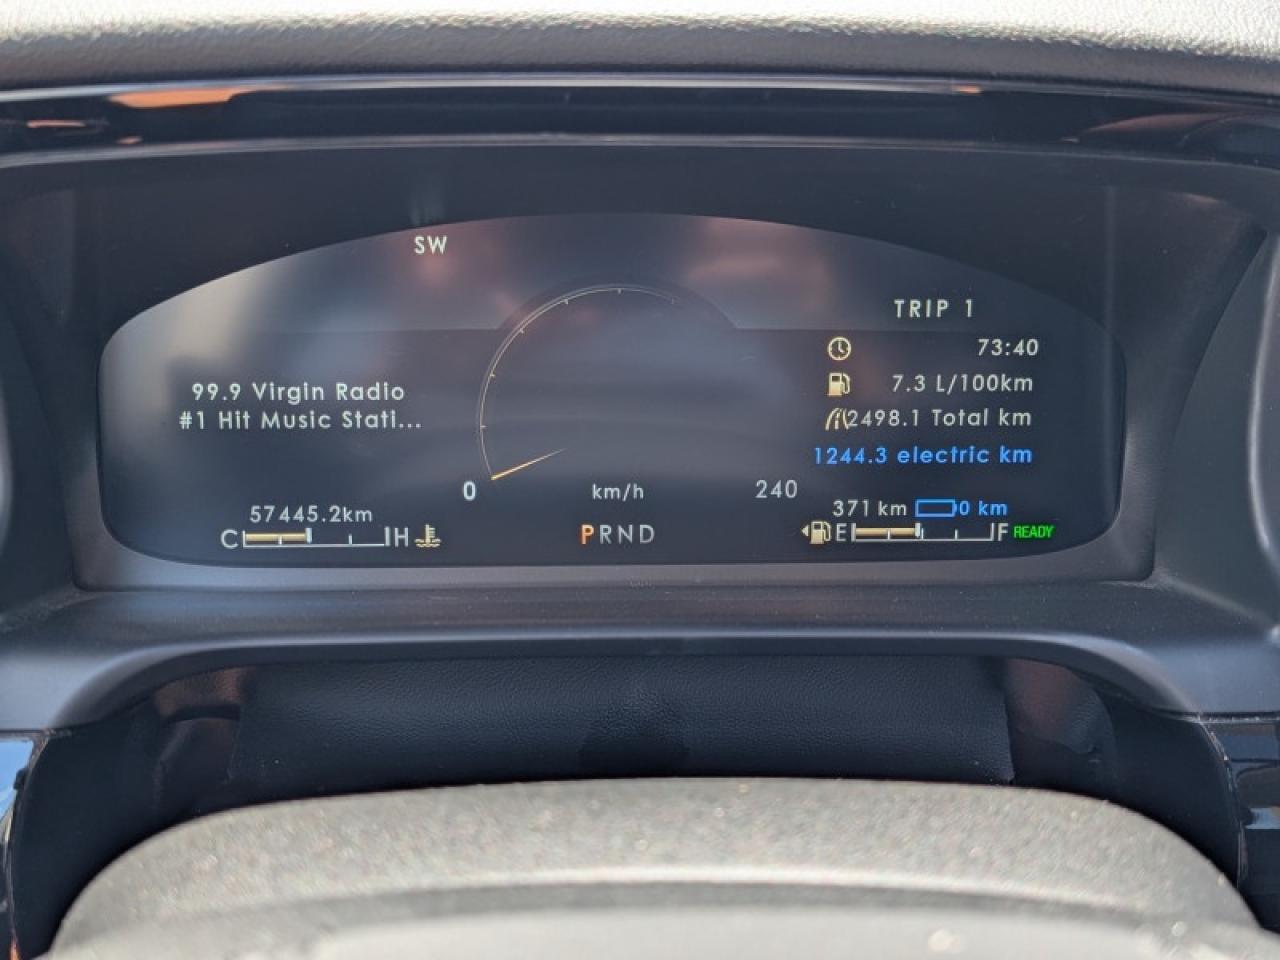 SW
99.9 Virgin Radio
#1 Hit Music Stati...
57445.2km
C H
0 km/h 240
PRND
TRIP 1
73:40
7.3 L/100km
2498.1 Total km
1244.3 electric km
371 km 0 km
E F READY